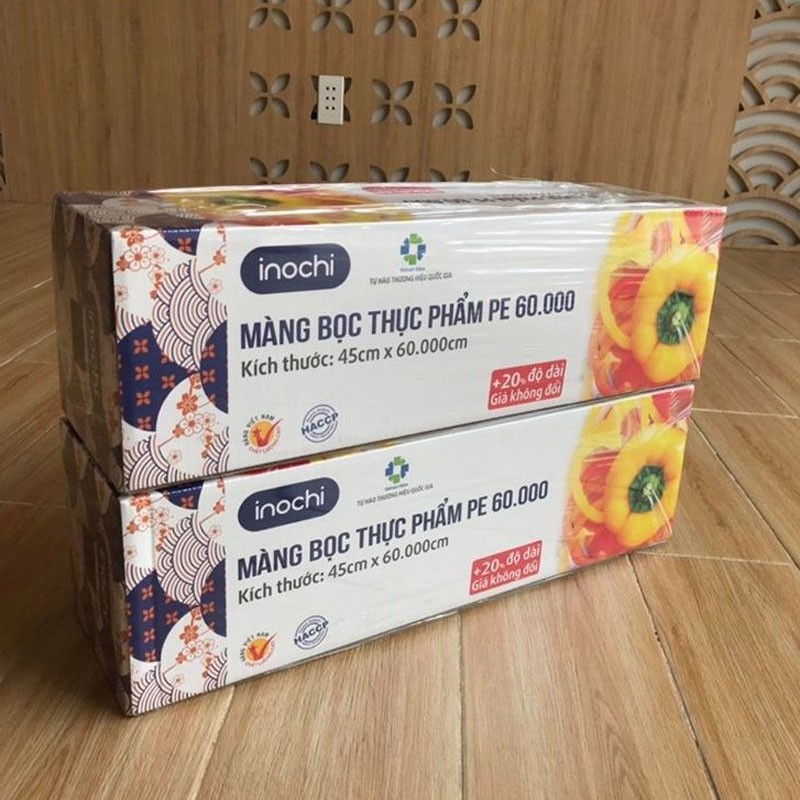 inochi
TỰ HÀO THƯƠNG HIỆU QUỐC GIA
MÀNG BỌC THỰC PHẨM PE 60.000
Kích thước: 45cm x 60.000cm
+20% độ dài
Giá không đổi
HACCP
inochi
TỰ HÀO THƯƠNG HIỆU QUỐC GIA
MÀNG BỌC THỰC PHẨM PE 60.000
Kích thước: 45cm x 60.000cm
+20% độ dài
Giá không đổi
HACCP